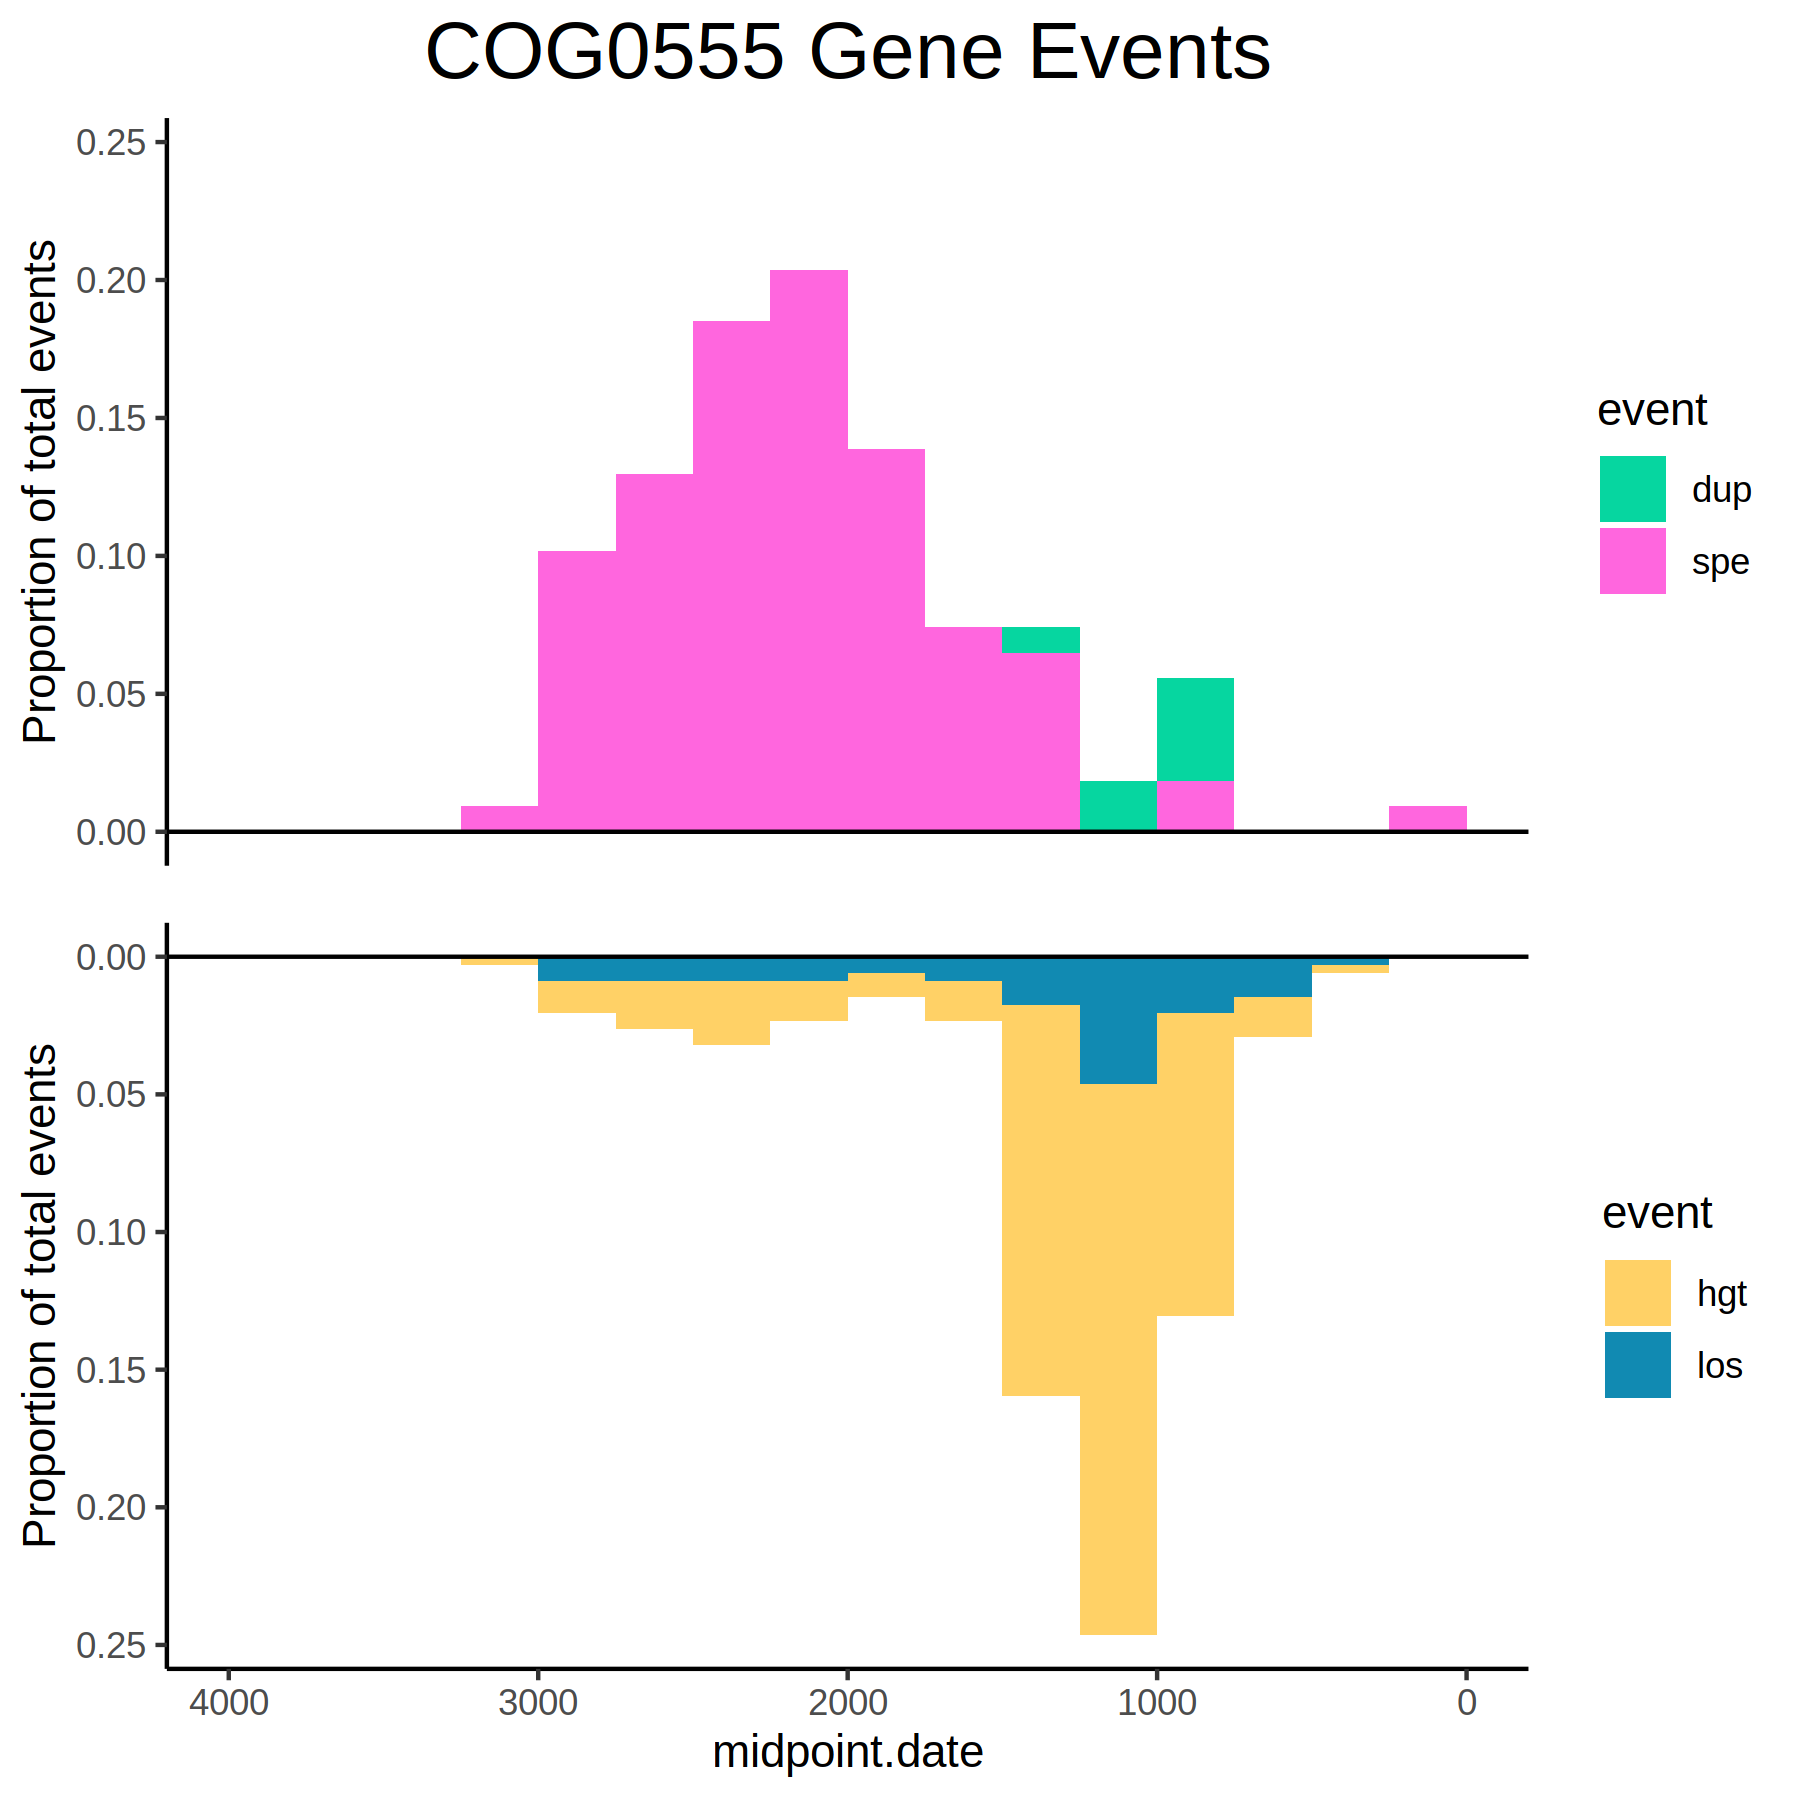 COG0555 Gene Events
0.25
0.20
0.15
0.10
0.05
0.00
Proportion of total events
event
dup
spe
0.00
0.05
0.10
0.15
0.20
0.25
Proportion of total events
event
hgt
los
4000 3000 2000 1000 0
midpoint.date